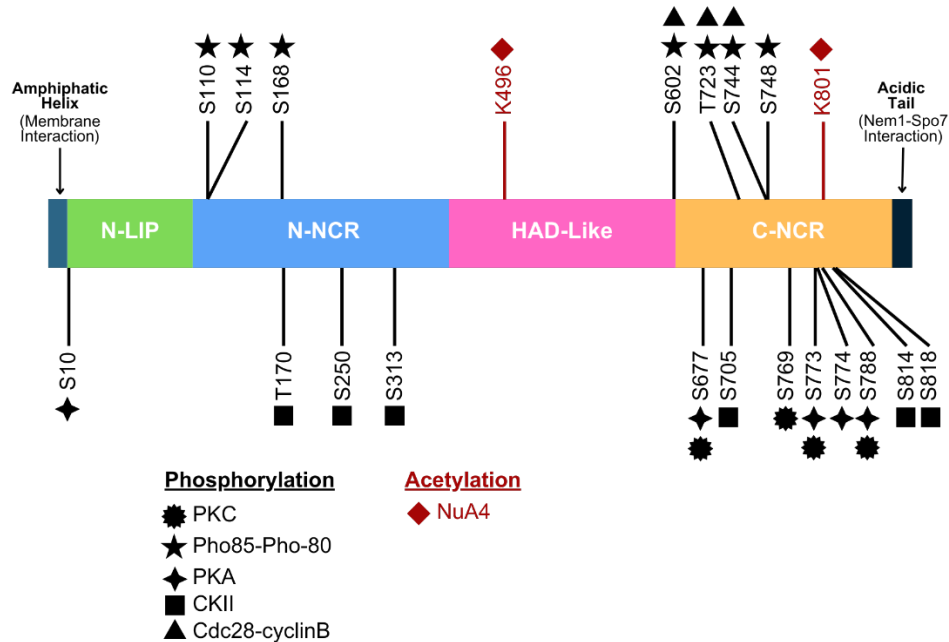 S110
S114
S168
K496
S602
T723
S744
S748
K801
Amphiphatic
Helix
(Membrane
Interaction)
Acidic
Tail
(Nem1-Spo7
Interaction)
N-LIP
N-NCR
HAD-Like
C-NCR
S10
T170
S250
S313
S677
S705
S769
S773
S774
S788
S814
S818
Phosphorylation
PKC
Pho85-Pho-80
PKA
CKII
Cdc28-cyclinB
Acetylation
NuA4